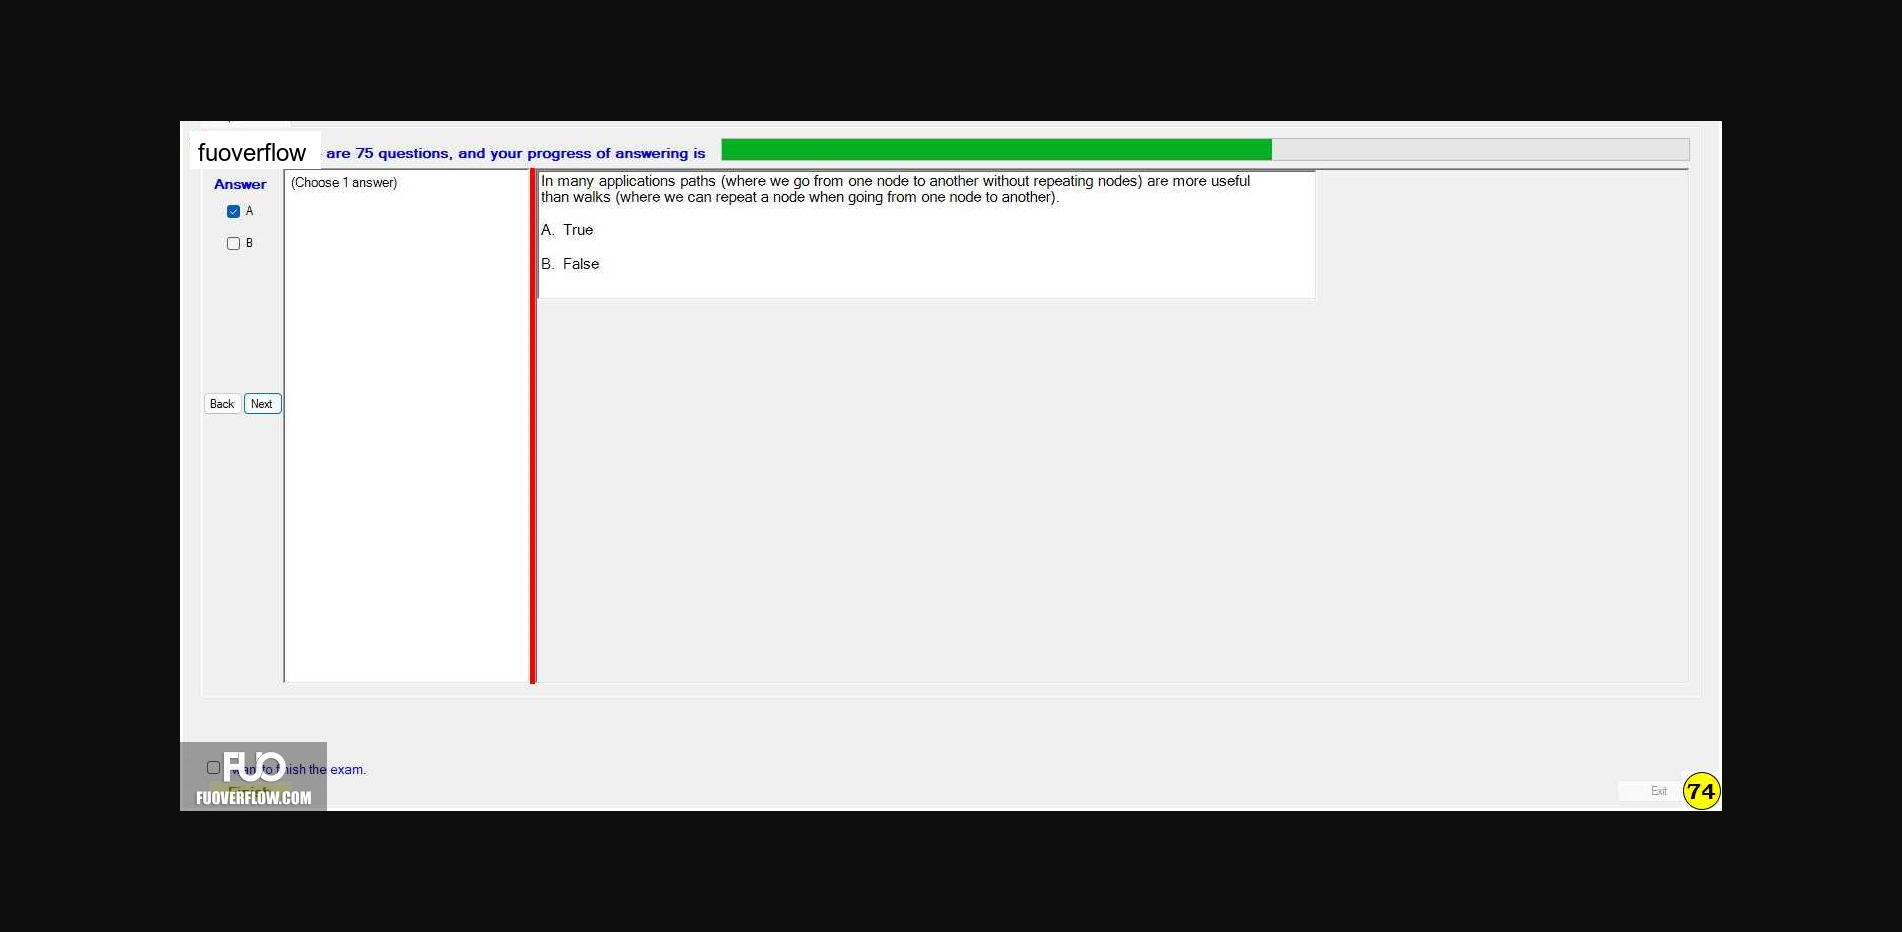 fuoverflow are 75 questions, and your progress of answering is
Answer
A
B
Back Next
(Choose 1 answer)
In many applications paths (where we go from one node to another without repeating nodes) are more useful
than walks (where we can repeat a node when going from one node to another).
A. True
B. False
want to finish the exam.
Finish
FUO
FUOVERFLOW.COM
Exit
74